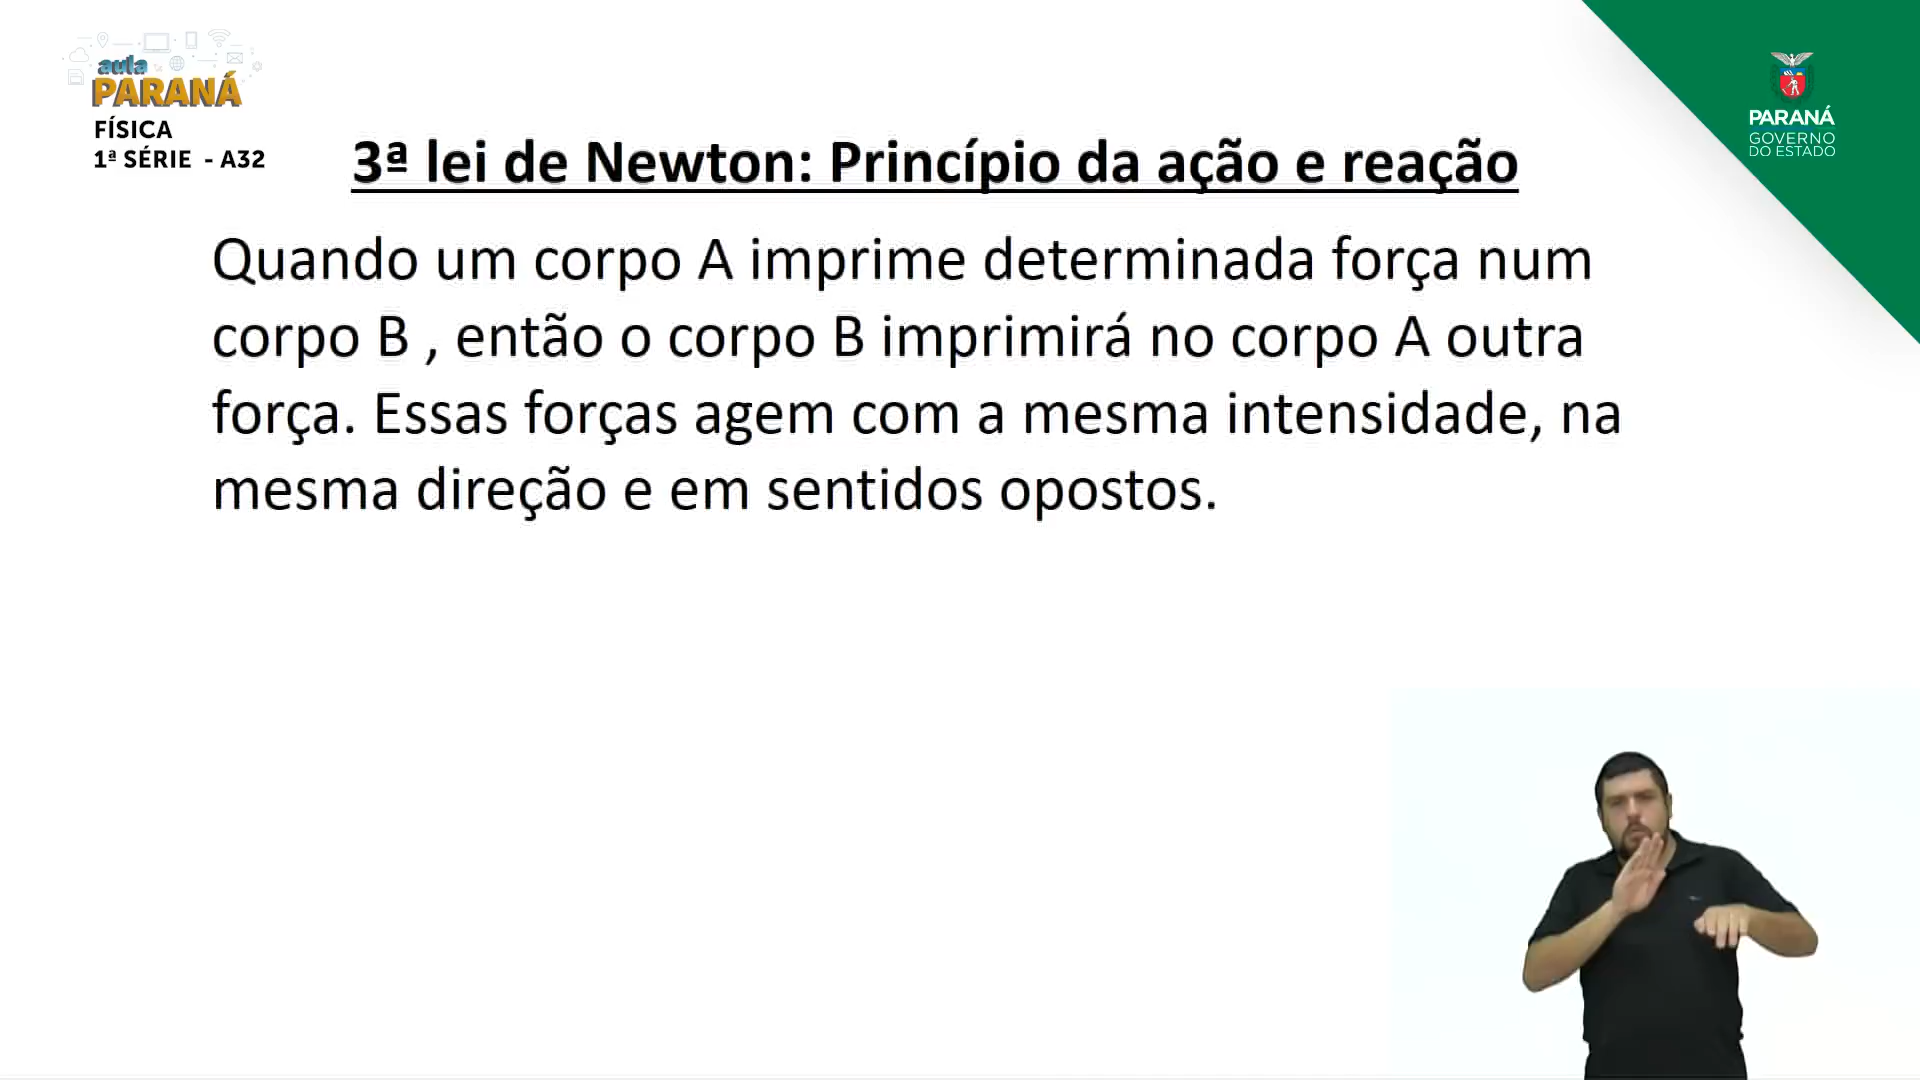 aula
PARANÁ
FÍSICA
1ª SÉRIE - A32
PARANÁ
GOVERNO
DO ESTADO
3ª lei de Newton: Princípio da ação e reação
Quando um corpo A imprime determinada força num
corpo B , então o corpo B imprimirá no corpo A outra
força. Essas forças agem com a mesma intensidade, na
mesma direção e em sentidos opostos.